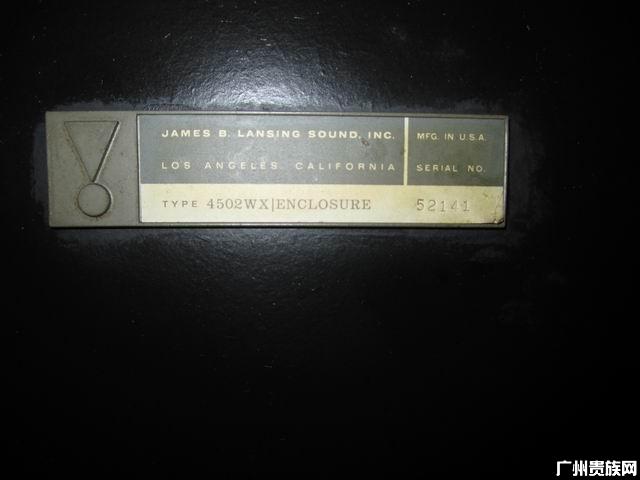 JAMES B. LANSING SOUND, INC.
LOS ANGELES, CALIFORNIA
MFG. IN U.S.A.
SERIAL NO.
TYPE 4502WX|ENCLOSURE
52141
广州贵族网